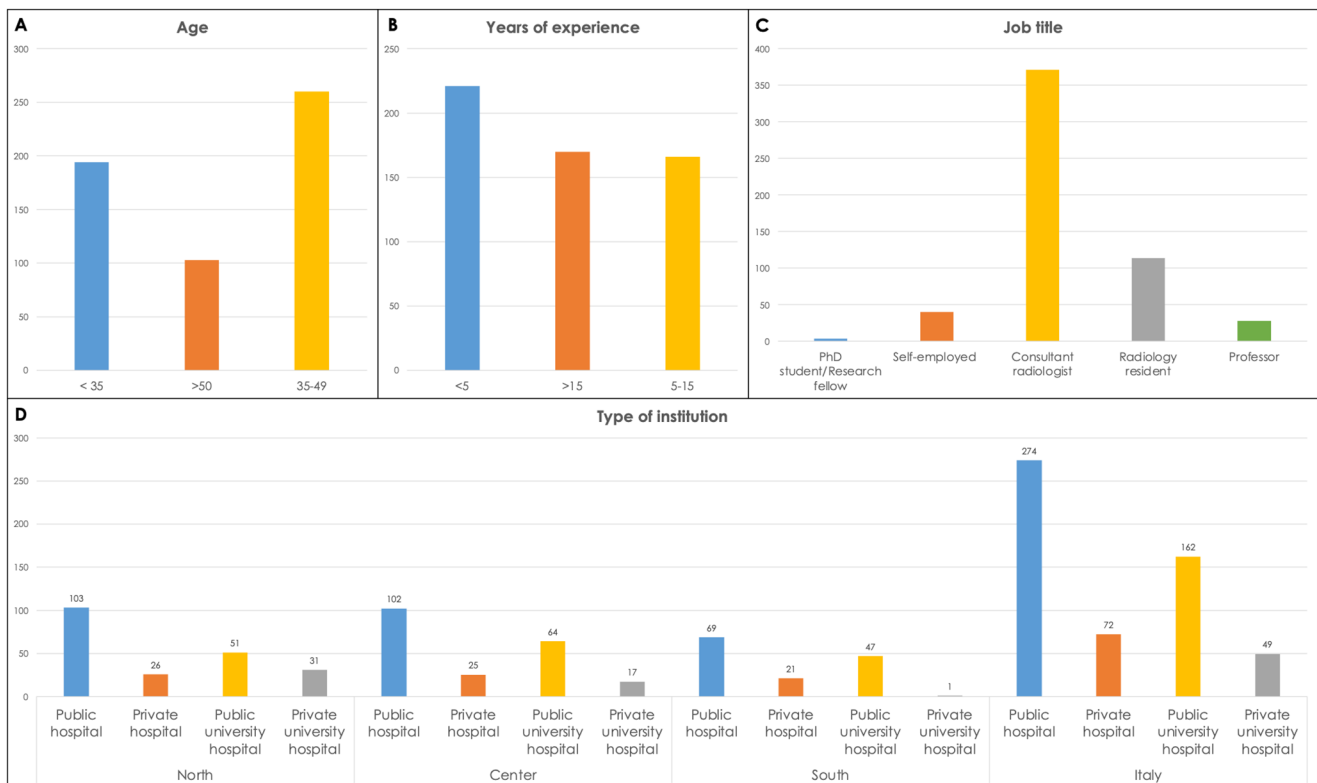 A
Age
300
250
200
150
100
50
0
< 35
>50
35-49
B
Years of experience
250
200
150
100
50
0
<5
>15
5-15
C
Job title
400
350
300
250
200
150
100
50
0
PhD
student/Research
fellow
Self-employed
Consultant
radiologist
Radiology
resident
Professor
D
Type of institution
300
250
200
150
100
50
0
103
26
51
31
102
25
64
17
69
21
47
1
274
72
162
49
Public
hospital
Private
hospital
Public
university
hospital
Private
university
hospital
Public
hospital
Private
hospital
Public
university
hospital
Private
university
hospital
Public
hospital
Private
hospital
Public
university
hospital
Private
university
hospital
Public
hospital
Private
hospital
Public
university
hospital
Private
university
hospital
North
Center
South
Italy